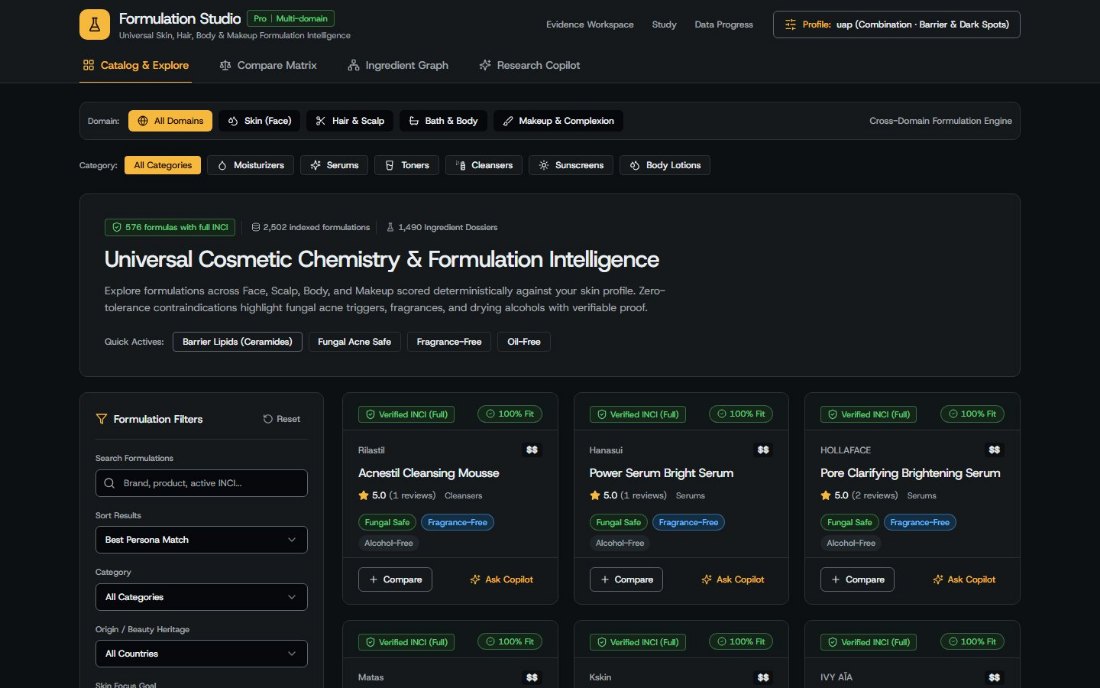 Formulation Studio Pro | Multi-domain
Universal Skin, Hair, Body & Makeup Formulation Intelligence
Evidence Workspace Study Data Progress Profile: uap (Combination · Barrier & Dark Spots)
Catalog & Explore Compare Matrix Ingredient Graph Research Copilot
Domain: All Domains Skin (Face) Hair & Scalp Bath & Body Makeup & Complexion Cross-Domain Formulation Engine
Category: All Categories Moisturizers Serums Toners Cleansers Sunscreens Body Lotions
576 formulas with full INCI 2,502 indexed formulations 1,490 Ingredient Dossiers
Universal Cosmetic Chemistry & Formulation Intelligence
Explore formulations across Face, Scalp, Body, and Makeup scored deterministically against your skin profile. Zero-
tolerance contraindications highlight fungal acne triggers, fragrances, and drying alcohols with verifiable proof.
Quick Actives: Barrier Lipids (Ceramides) Fungal Acne Safe Fragrance-Free Oil-Free
Formulation Filters Reset
Search Formulations
Brand, product, active INCI...
Sort Results
Best Persona Match
Category
All Categories
Origin / Beauty Heritage
All Countries
Skin Focus Goal
Verified INCI (Full) 100% Fit
Rilastil $$
Acnestil Cleansing Mousse
5.0 (1 reviews) Cleansers
Fungal Safe Fragrance-Free
Alcohol-Free
Compare Ask Copilot
Verified INCI (Full) 100% Fit
Hanasui $$
Power Serum Bright Serum
5.0 (1 reviews) Serums
Fungal Safe Fragrance-Free
Alcohol-Free
Compare Ask Copilot
Verified INCI (Full) 100% Fit
HOLLAFACE $$
Pore Clarifying Brightening Serum
5.0 (2 reviews) Serums
Fungal Safe Fragrance-Free
Alcohol-Free
Compare Ask Copilot
Verified INCI (Full) 100% Fit
Matas $$
Verified INCI (Full) 100% Fit
Kskin $$
Verified INCI (Full) 100% Fit
IVY AÏA $$